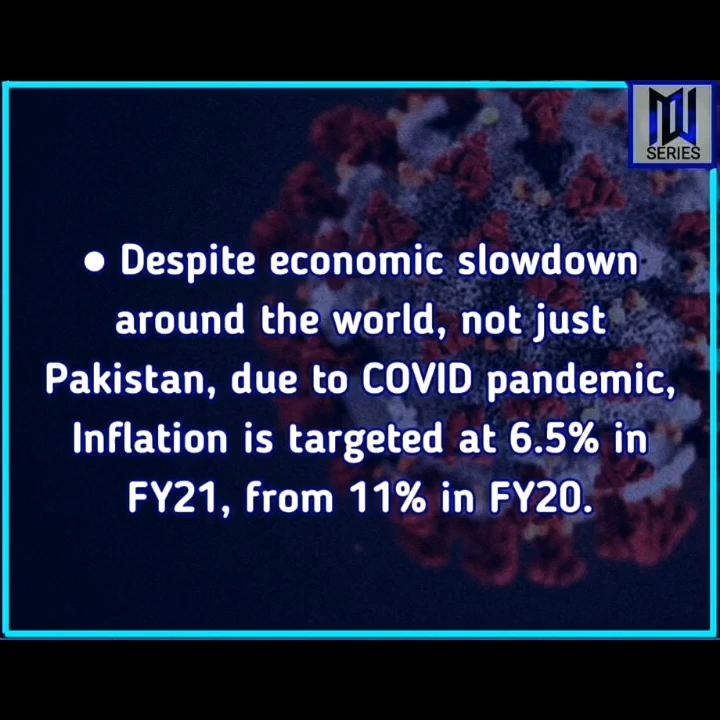 SERIES
● Despite economic slowdown
around the world, not just
Pakistan, due to COVID pandemic,
Inflation is targeted at 6.5% in
FY21, from 11% in FY20.